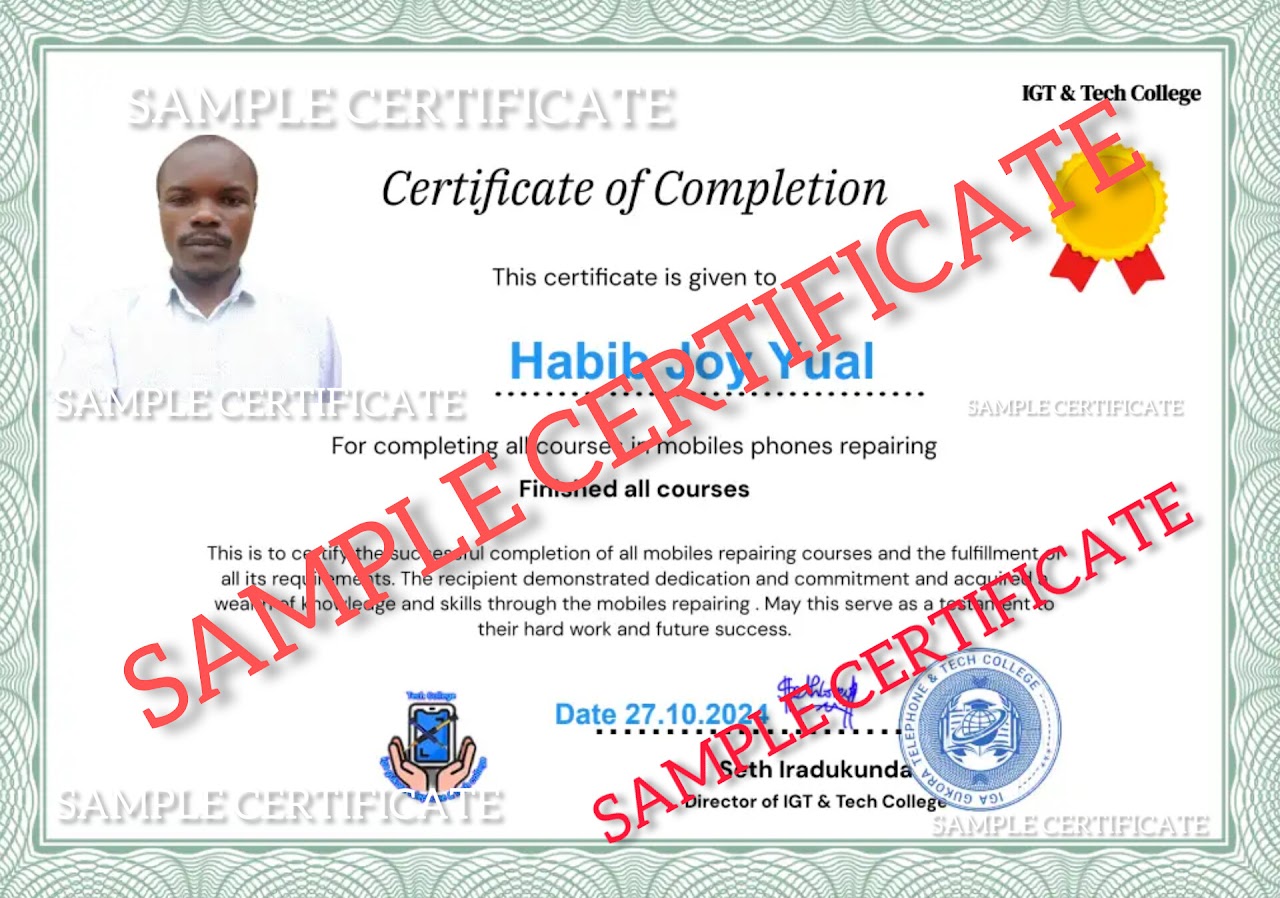 SAMPLE CERTIFICATE
IGT & Tech College
Certificate of Completion
This certificate is given to
Habib Joy Yual
SAMPLE CERTIFICATE
SAMPLE CERTIFICATE
SAMPLE CERTIFICATE
For completing all courses in mobiles phones repairing
Finished all courses
This is to certify the successful completion of all mobiles repairing courses and the fulfillment of
all its requirements. The recipient demonstrated dedication and commitment and acquired a
wealth of knowledge and skills through the mobiles repairing . May this serve as a testament to
their hard work and future success.
SAMPLE CERTIFICATE
Tech College
Date 27.10.2024
IGA GUKORA TELEPHONE & TECH COLLEGE
Seth Iradukunda
Director of IGT & Tech College
SAMPLE CERTIFICATE
SAMPLE CERTIFICATE